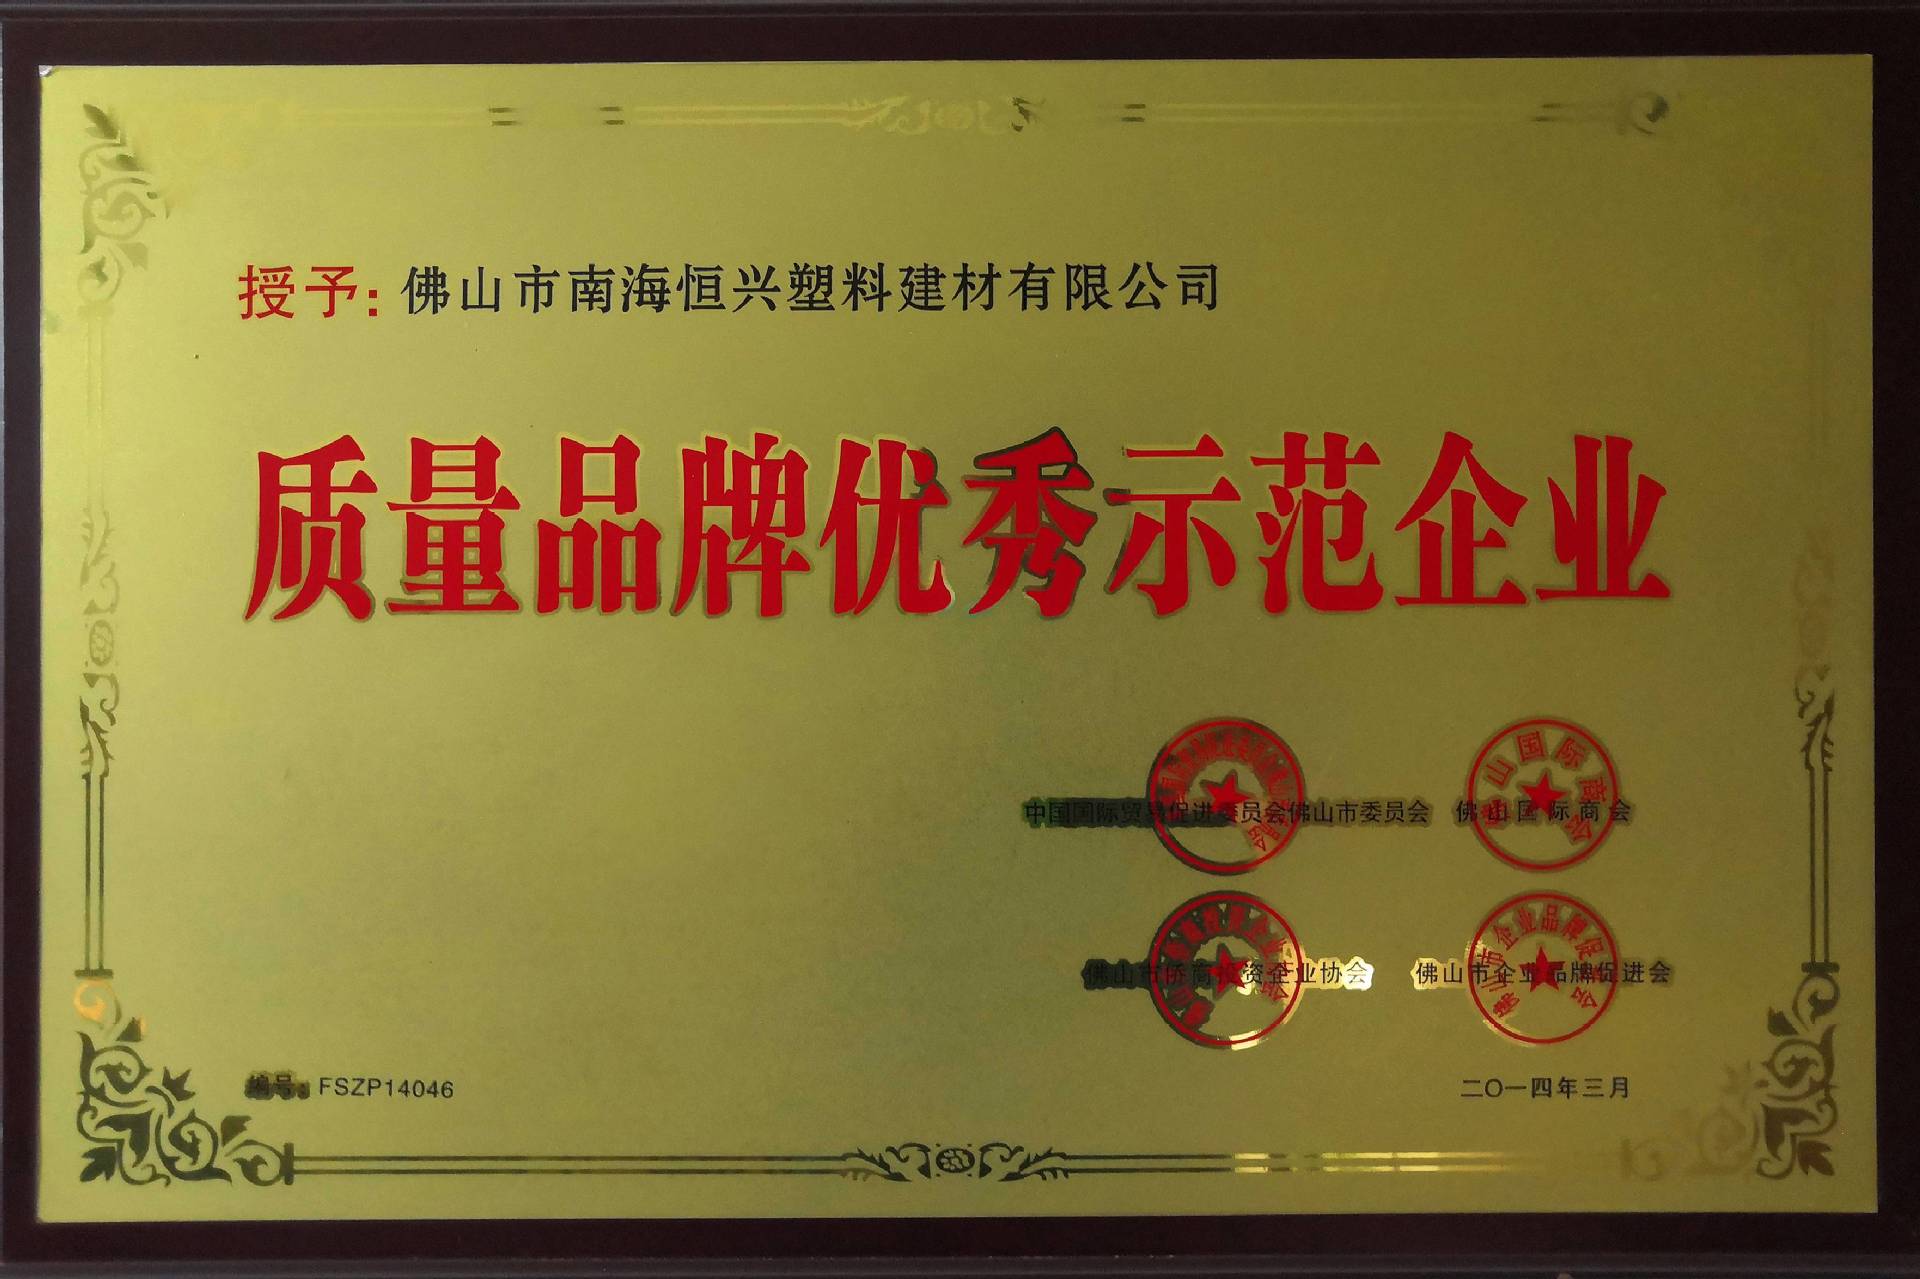 授予：佛山市南海恒兴塑料建材有限公司
质量品牌优秀示范企业
中国国际贸易促进委员会佛山市委员会 佛山国际商会
佛山市侨商投资企业协会 佛山市企业品牌促进会
编号：FSZP14046
二〇一四年三月